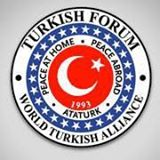 TURKISH FORUM
PEACE AT HOME • PEACE ABROAD
1993
ATATURK
WORLD TURKISH ALLIANCE